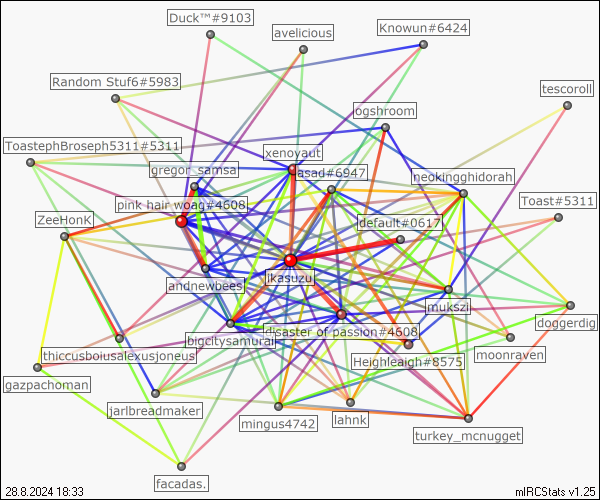 Duck™#9103
Knowun#6424
avelicious
Random Stuf6#5983
tescoroll
ogshroom
ToastephBroseph5311#5311
xenoyaut
gregor_samsa
asad#6947
neokingghidorah
pink hair woag#4608
Toast#5311
ZeeHonk
default#0617
jkasuzu
andnewbees
mukszi
doggerdig
disaster of passion#4608
bigcitysamurai
thiccusboiusalexusjoneus
moonraven
Heighleaigh#8575
gazpachoman
jarlbreadmaker
mingus4742
lahnk
turkey_mcnugget
facadas.
28.8.2024 18:33
mIRCStats v1.25